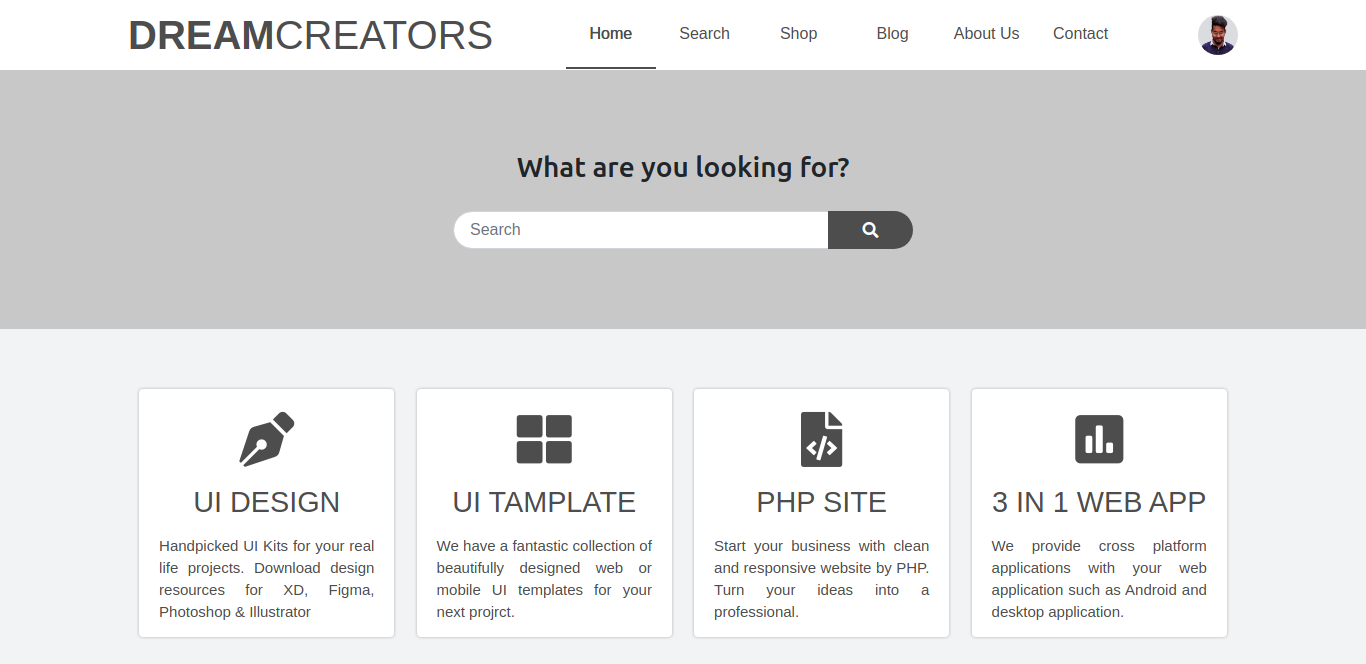 DREAMCREATORS
Home Search Shop Blog About Us Contact
What are you looking for?
Search
UI DESIGN
Handpicked UI Kits for your real
life projects. Download design
resources for XD, Figma,
Photoshop & Illustrator
UI TAMPLATE
We have a fantastic collection of
beautifully designed web or
mobile UI templates for your
next projrct.
PHP SITE
Start your business with clean
and responsive website by PHP.
Turn your ideas into a
professional.
3 IN 1 WEB APP
We provide cross platform
applications with your web
application such as Android and
desktop application.